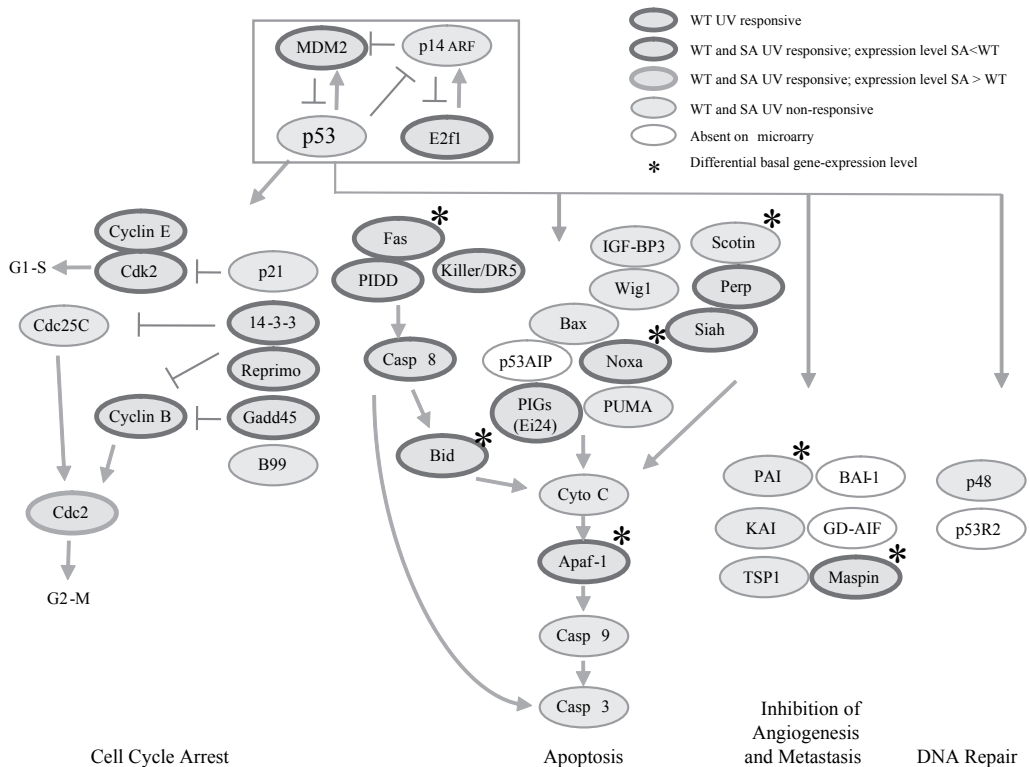 WT UV responsive
WT and SA UV responsive; expression level SA<WT
WT and SA UV responsive; expression level SA > WT
WT and SA UV non-responsive
Absent on microarry
* Differential basal gene-expression level
MDM2
p14 ARF
p53
E2f1
Cyclin E
Cdk2
G1-S
p21
Cdc25C
14-3-3
Reprimo
Cyclin B
Gadd45
B99
Cdc2
G2-M
Fas
*
PIDD
Killer/DR5
Casp 8
Bid
*
IGF-BP3
Scotin
*
Wig1
Perp
Bax
Siah
p53AIP
Noxa
*
PIGs
(Ei24)
PUMA
Cyto C
Apaf-1
*
Casp 9
Casp 3
PAI
*
BAI-1
KAI
GD-AIF
TSP1
Maspin
*
p48
p53R2
Cell Cycle Arrest
Apoptosis
Inhibition of
Angiogenesis
and Metastasis
DNA Repair